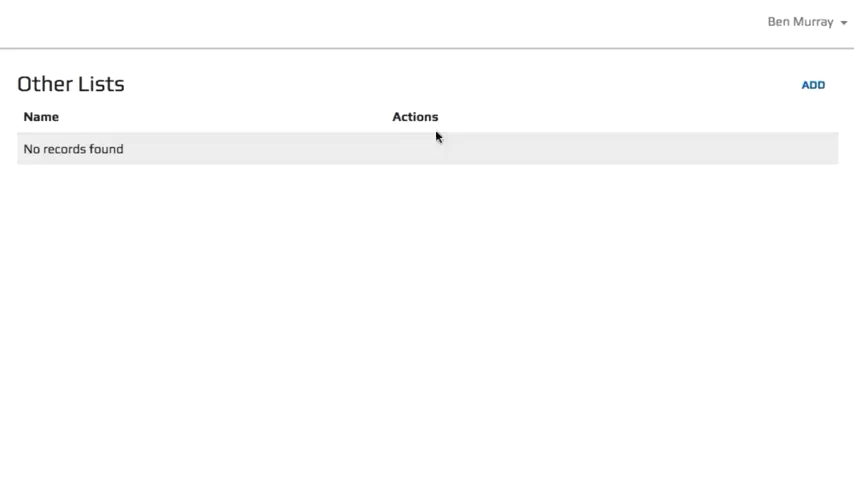 Ben Murray
Other Lists
ADD
Name Actions
No records found